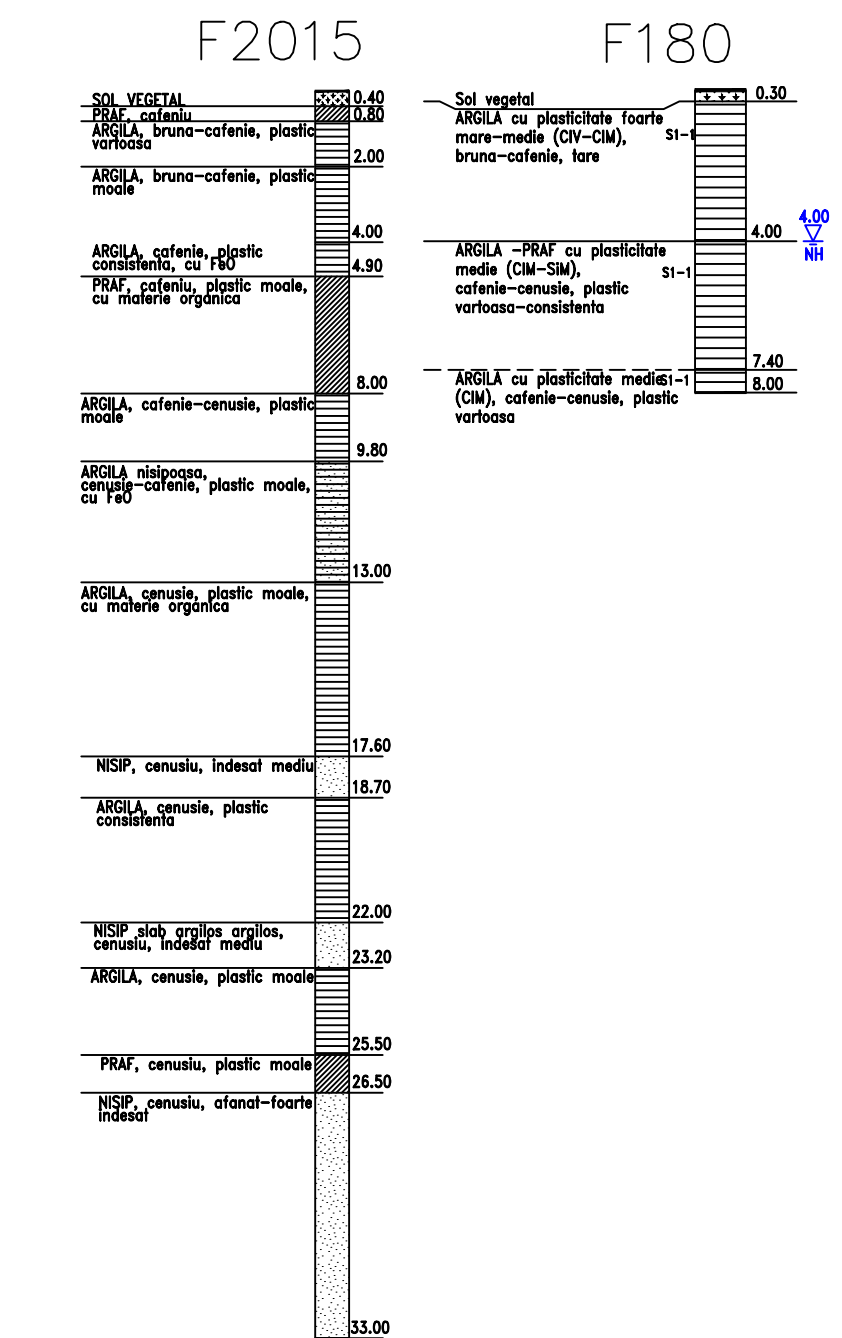 F2015
SOL VEGETAL
0.40
PRAF, cafeniu
0.80
ARGILA, bruna-cafenie, plastic
vartoasa
2.00
ARGILA, bruna-cafenie, plastic
moale
4.00
ARGILA, cafenie, plastic
consistenta, cu FeO
4.90
PRAF, cafeniu, plastic moale,
cu materie organica
8.00
ARGILA, cafenie-cenusie, plastic
moale
9.80
ARGILA nisipoasa,
cenusie-cafenie, plastic moale,
cu FeO
13.00
ARGILA, cenusie, plastic moale,
cu materie organica
17.60
NISIP, cenusiu, indesat mediu
18.70
ARGILA, cenusie, plastic
consistenta
22.00
NISIP slab argilos argilos,
cenusiu, indesat mediu
23.20
ARGILA, cenusie, plastic moale
25.50
PRAF, cenusiu, plastic moale
26.50
NISIP, cenusiu, afanat-foarte
indesat
33.00
F180
Sol vegetal
0.30
ARGILA cu plasticitate foarte
mare-medie (CIV-CIM),
bruna-cafenie, tare
S1-1
4.00
4.00
NH
ARGILA -PRAF cu plasticitate
medie (CIM-SiM),
cafenie-cenusie, plastic
vartoasa-consistenta
S1-1
7.40
ARGILA cu plasticitate medie
(CIM), cafenie-cenusie, plastic
vartoasa
S1-1
8.00